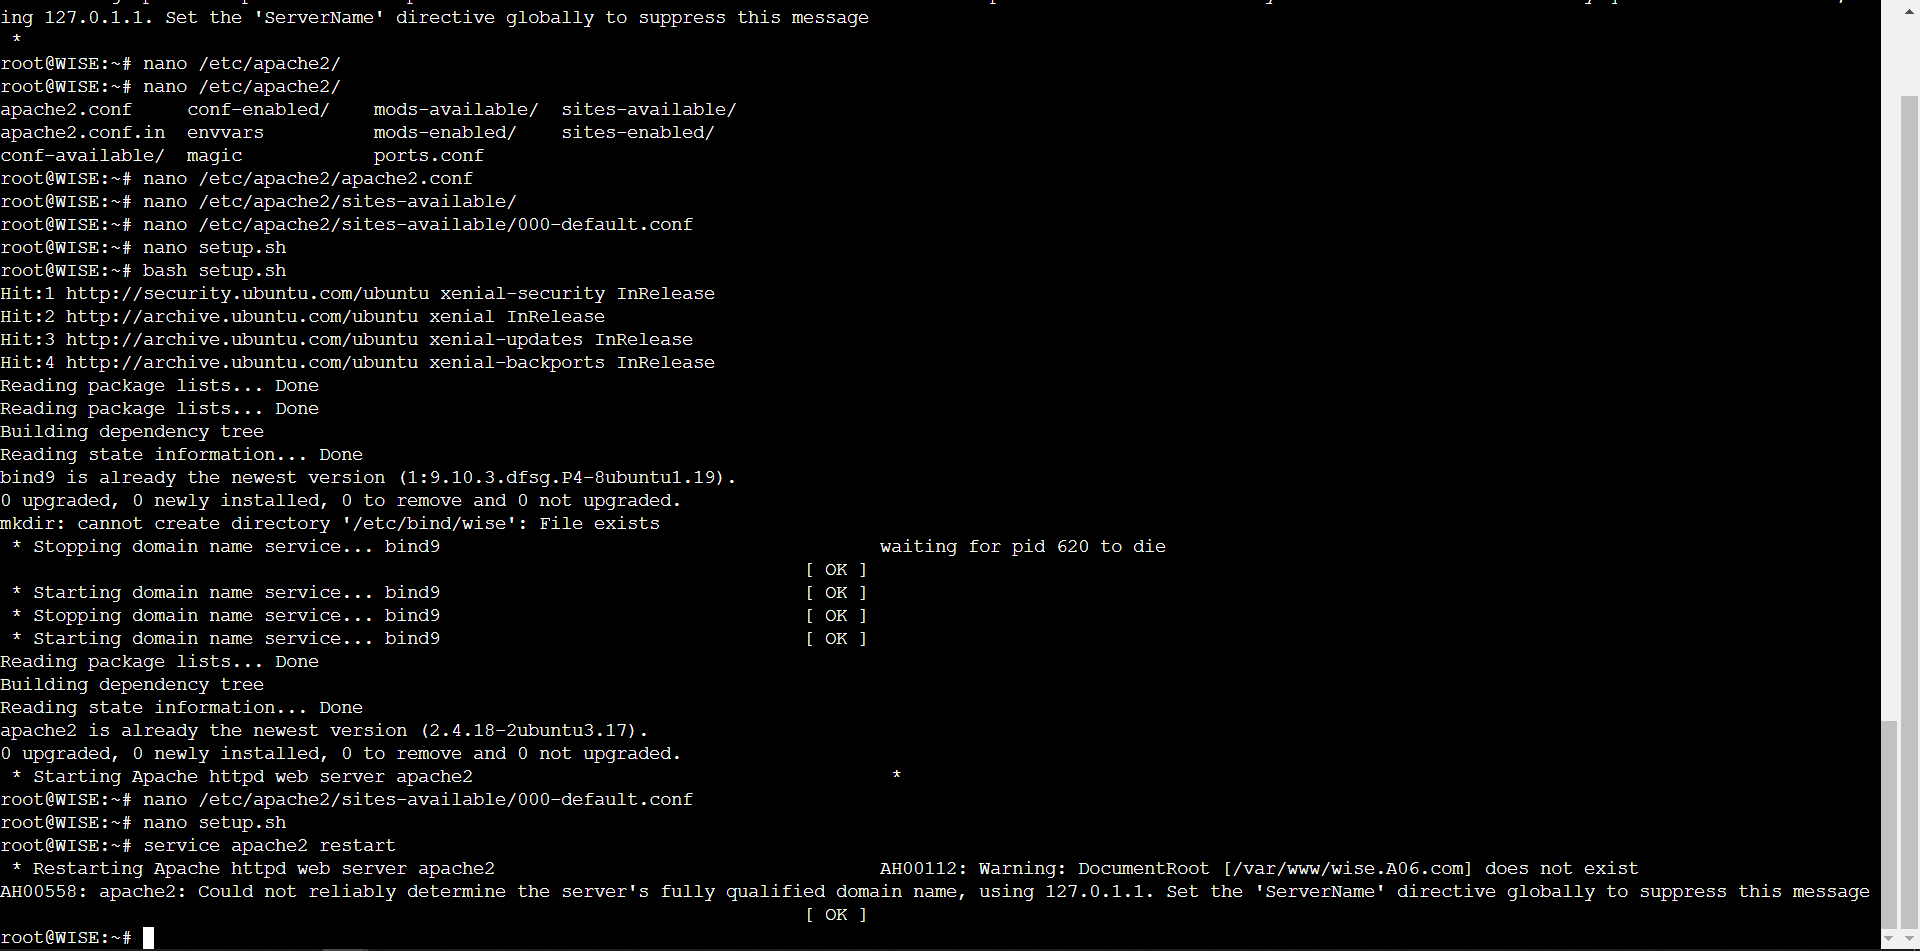 ing 127.0.1.1. Set the 'ServerName' directive globally to suppress this message
 *
root@WISE:~# nano /etc/apache2/
root@WISE:~# nano /etc/apache2/
apache2.conf     conf-enabled/    mods-available/  sites-available/
apache2.conf.in  envvars          mods-enabled/    sites-enabled/
conf-available/  magic            ports.conf
root@WISE:~# nano /etc/apache2/apache2.conf
root@WISE:~# nano /etc/apache2/sites-available/
root@WISE:~# nano /etc/apache2/sites-available/000-default.conf
root@WISE:~# nano setup.sh
root@WISE:~# bash setup.sh
Hit:1 http://security.ubuntu.com/ubuntu xenial-security InRelease
Hit:2 http://archive.ubuntu.com/ubuntu xenial InRelease
Hit:3 http://archive.ubuntu.com/ubuntu xenial-updates InRelease
Hit:4 http://archive.ubuntu.com/ubuntu xenial-backports InRelease
Reading package lists... Done
Reading package lists... Done
Building dependency tree
Reading state information... Done
bind9 is already the newest version (1:9.10.3.dfsg.P4-8ubuntu1.19).
0 upgraded, 0 newly installed, 0 to remove and 0 not upgraded.
mkdir: cannot create directory '/etc/bind/wise': File exists
 * Stopping domain name service... bind9                                        waiting for pid 620 to die
                                                                         [ OK ]
 * Starting domain name service... bind9                                 [ OK ]
 * Stopping domain name service... bind9                                 [ OK ]
 * Starting domain name service... bind9                                 [ OK ]
Reading package lists... Done
Building dependency tree
Reading state information... Done
apache2 is already the newest version (2.4.18-2ubuntu3.17).
0 upgraded, 0 newly installed, 0 to remove and 0 not upgraded.
 * Starting Apache httpd web server apache2                                      *
root@WISE:~# nano /etc/apache2/sites-available/000-default.conf
root@WISE:~# nano setup.sh
root@WISE:~# service apache2 restart
 * Restarting Apache httpd web server apache2                                   AH00112: Warning: DocumentRoot [/var/www/wise.A06.com] does not exist
AH00558: apache2: Could not reliably determine the server's fully qualified domain name, using 127.0.1.1. Set the 'ServerName' directive globally to suppress this message
                                                                         [ OK ]
root@WISE:~#